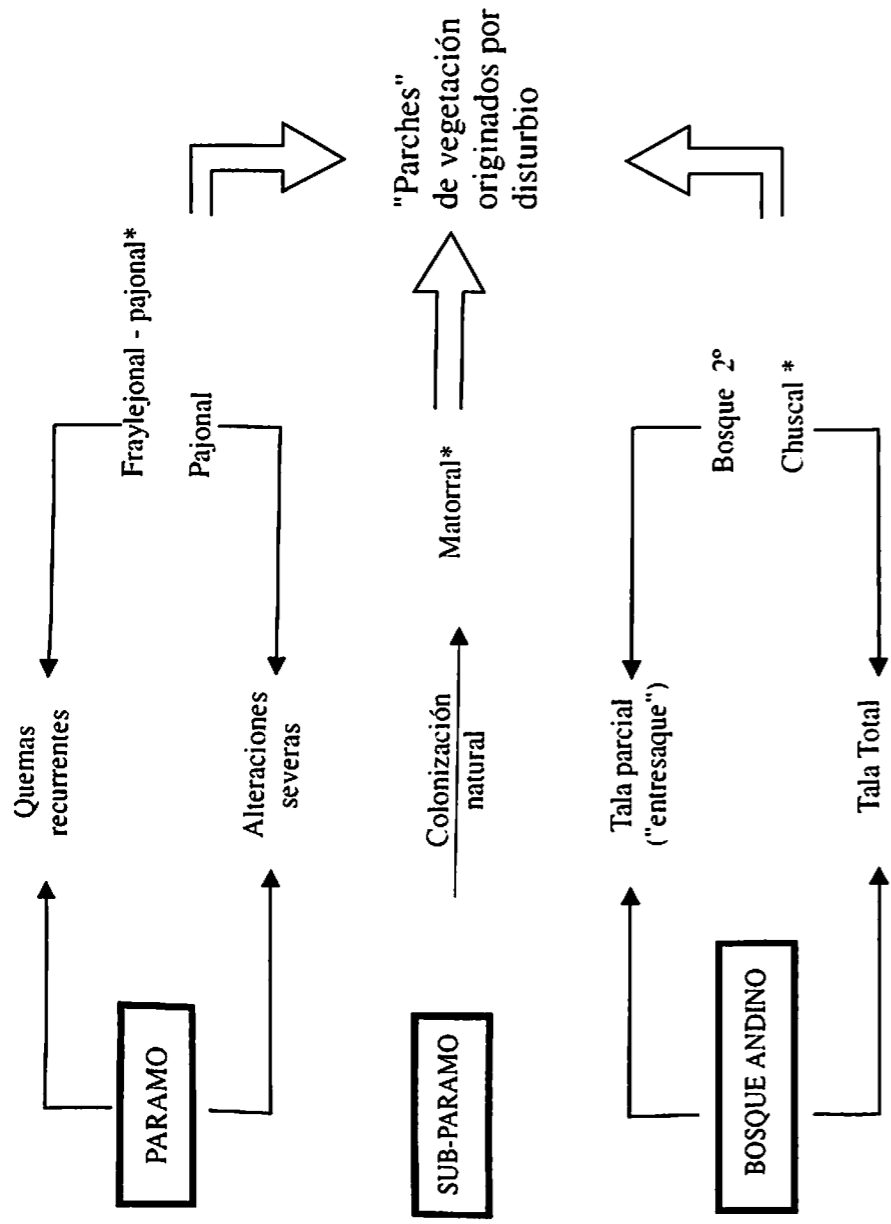 PARAMO
Quemas
recurrentes
Alteraciones
severas
Fraylejonal - pajonal*
Pajonal
SUB-PARAMO
Colonización
natural
Matorral*
"Parches"
de vegetación
originados por
disturbio
BOSQUE ANDINO
Tala parcial
("entresaque")
Tala Total
Bosque 2º
Chuscal *